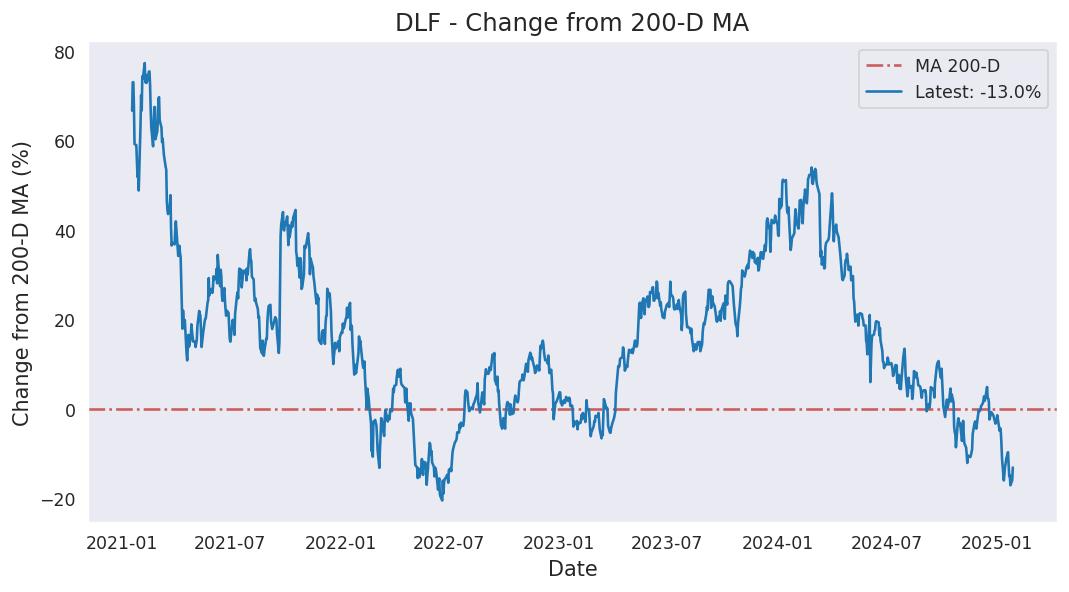 DLF - Change from 200-D MA
MA 200-D
Latest: -13.0%
Change from 200-D MA (%)
80
60
40
20
0
−20
2021-01 2021-07 2022-01 2022-07 2023-01 2023-07 2024-01 2024-07 2025-01
Date